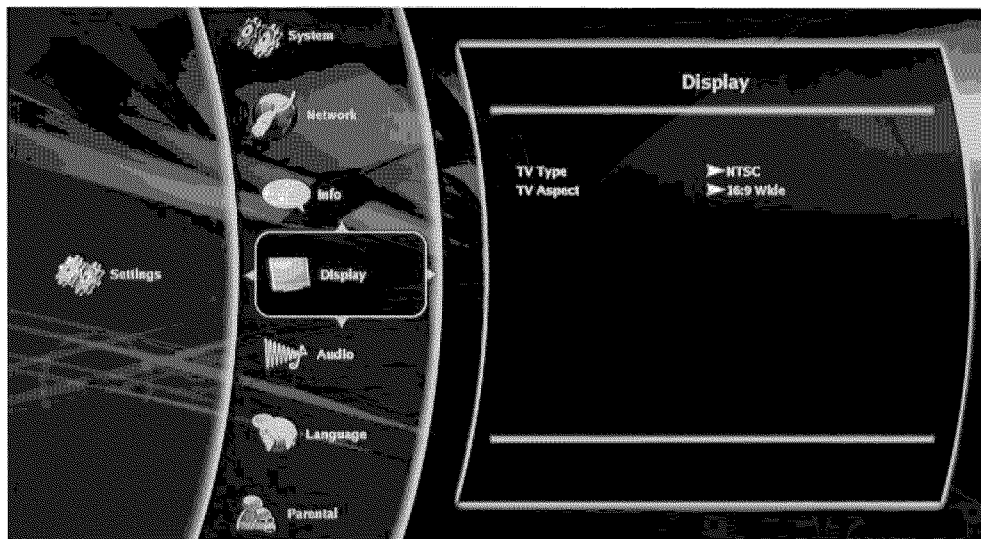 Settings
System
Network
Info
Display
Audio
Language
Parental
Display
TV Type NTSC
TV Aspect 16:9 Wide